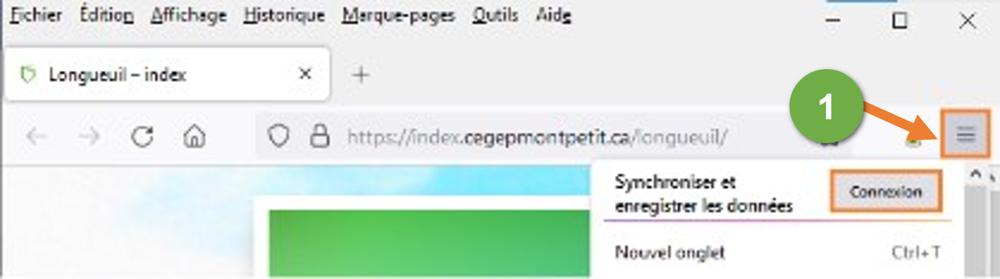 Fichier Édition Affichage Historique Marque-pages Outils Aide
Longueuil – index
1
https://index.cegepmontpetit.ca/longueuil/
Synchroniser et
enregistrer les données
Connexion
Nouvel onglet Ctrl+T